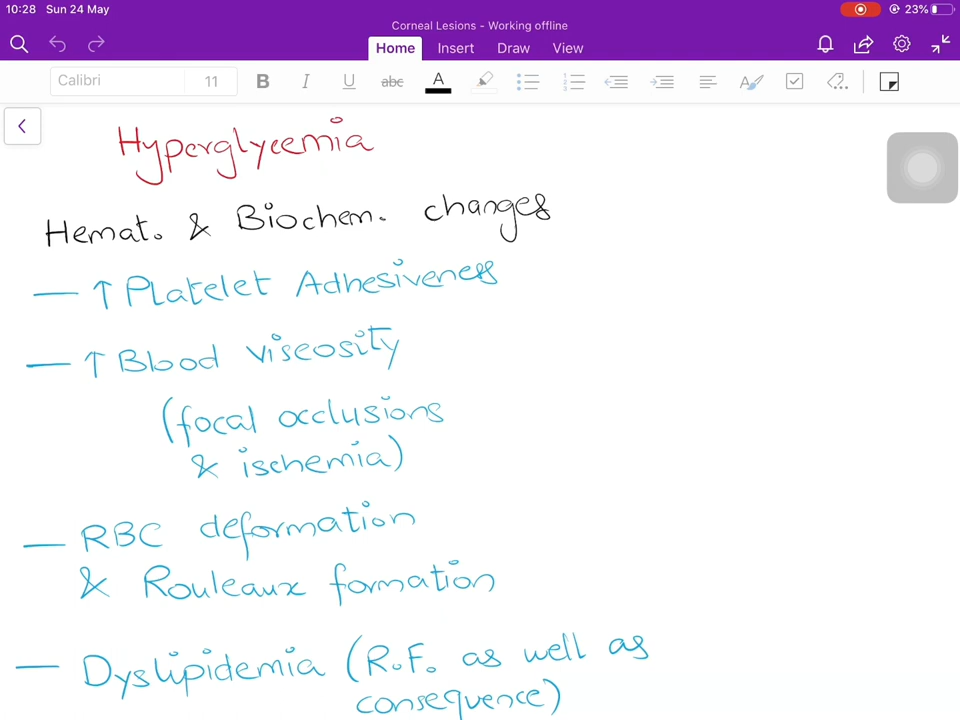 10:28 Sun 24 May
23%
Corneal Lesions - Working offline
Home Insert Draw View
Calibri 11 B I U abc A
Hyperglycemia
Hemat. & Biochem. changes
— ↑ Platelet Adhesiveness
— ↑ Blood viscosity
(focal occlusions
& ischemia)
— RBC deformation
& Rouleaux formation
— Dyslipidemia (R.F. as well as
consequence)